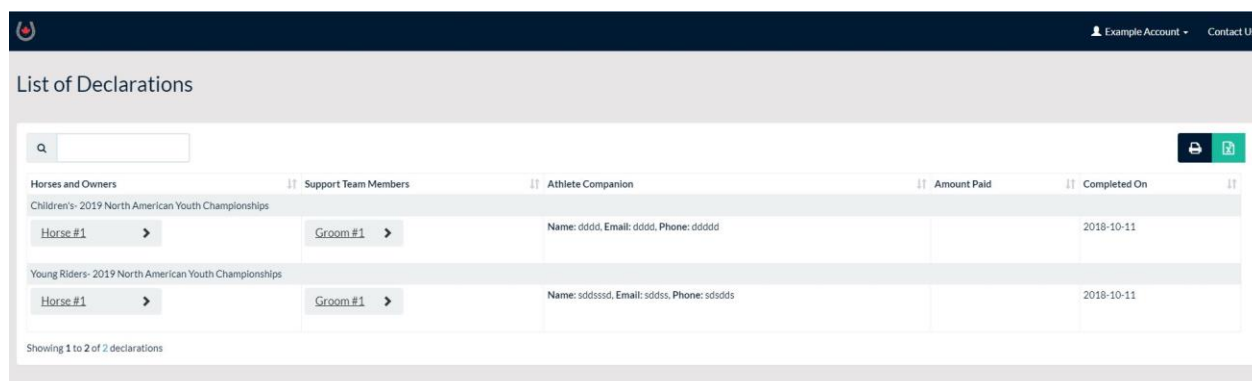 Example Account Contact U
List of Declarations
Horses and Owners Support Team Members Athlete Companion Amount Paid Completed On
Children's- 2019 North American Youth Championships
Horse #1 Groom #1 Name: dddd, Email: dddd, Phone: ddddd 2018-10-11
Young Riders- 2019 North American Youth Championships
Horse #1 Groom #1 Name: sddsssd, Email: sddss, Phone: sdsdds 2018-10-11
Showing 1 to 2 of 2 declarations